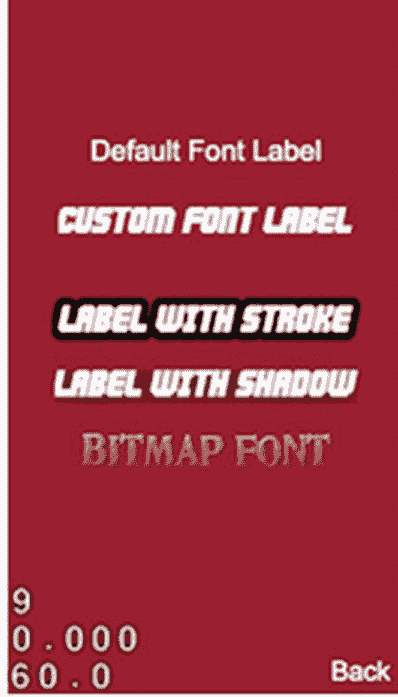 Default Font Label
CUSTOM FONT LABEL
LABEL WITH STROKE
LABEL WITH SHADOW
BITMAP FONT
9
0.000
60.0
Back